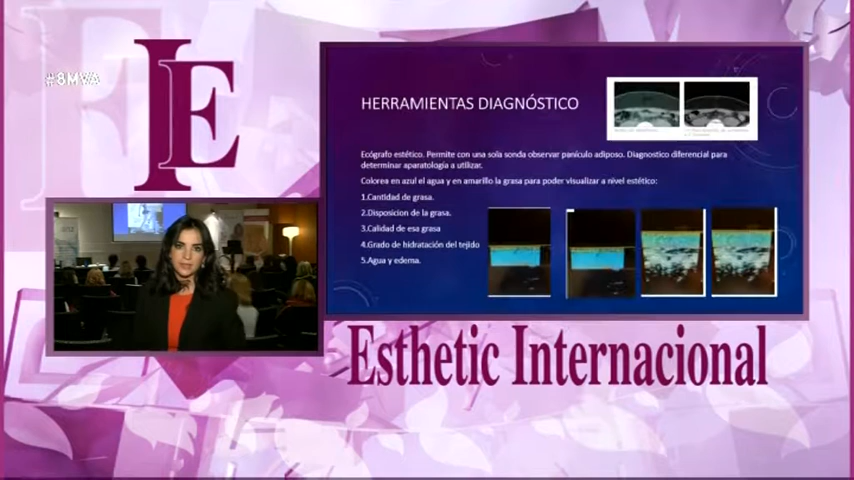 #8MWA
IE
HERRAMIENTAS DIAGNÓSTICO
Ecógrafo estético. Permite con una sola sonda observar panículo adiposo. Diagnostico diferencial para
determinar aparatología a utilizar.
Colorea en azul el agua y en amarillo la grasa para poder visualizar a nivel estético:
1.Cantidad de grasa.
2.Disposicion de la grasa.
3.Calidad de esa grasa
4.Grado de hidratación del tejido
5.Agua y edema.
Esthetic Internacional